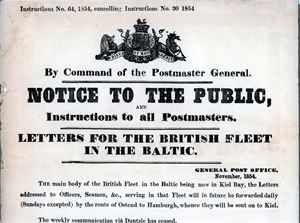 Instructions No. 64, 1854, cancelling Instructions No. 30 1854
By Command of the Postmaster General.
NOTICE TO THE PUBLIC,
AND
Instructions to all Postmasters.
LETTERS FOR THE BRITISH FLEET
IN THE BALTIC.
GENERAL POST OFFICE,
November, 1854.
THE main body of the British Fleet in the Baltic being now in Kiel Bay, the Letters
addressed to Officers, Seamen, &c., serving in that Fleet will in future be forwarded daily
(Sundays excepted) by the route of Ostend to Hamburgh, whence they will be sent on to Kiel.
The weekly communication viâ Dantzic has ceased.